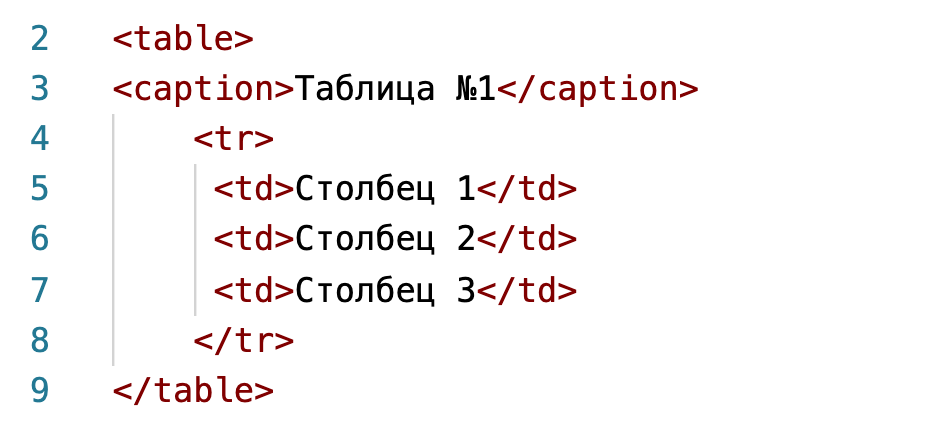 2 <table>
3 <caption>Таблица №1</caption>
4 <tr>
5 <td>Столбец 1</td>
6 <td>Столбец 2</td>
7 <td>Столбец 3</td>
8 </tr>
9 </table>